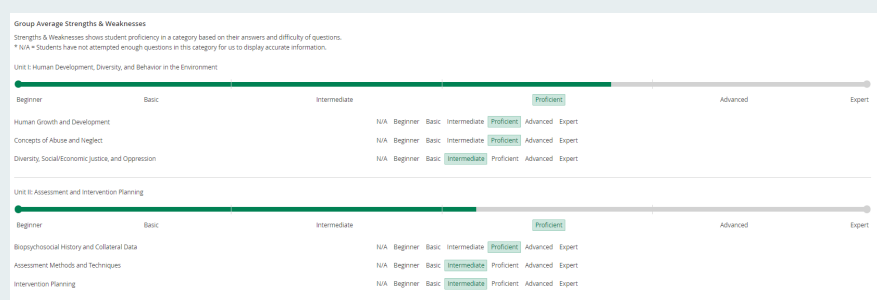 Group Average Strengths & Weaknesses
Strengths & Weaknesses shows student proficiency in a category based on their answers and difficulty of questions.
* N/A = Students have not attempted enough questions in this category for us to display accurate information.
Unit I: Human Development, Diversity, and Behavior in the Environment
Beginner Basic Intermediate Proficient Advanced Expert
Human Growth and Development N/A Beginner Basic Intermediate Proficient Advanced Expert
Concepts of Abuse and Neglect N/A Beginner Basic Intermediate Proficient Advanced Expert
Diversity, Social/Economic Justice, and Oppression N/A Beginner Basic Intermediate Proficient Advanced Expert
Unit II: Assessment and Intervention Planning
Beginner Basic Intermediate Proficient Advanced Expert
Biopsychosocial History and Collateral Data N/A Beginner Basic Intermediate Proficient Advanced Expert
Assessment Methods and Techniques N/A Beginner Basic Intermediate Proficient Advanced Expert
Intervention Planning N/A Beginner Basic Intermediate Proficient Advanced Expert